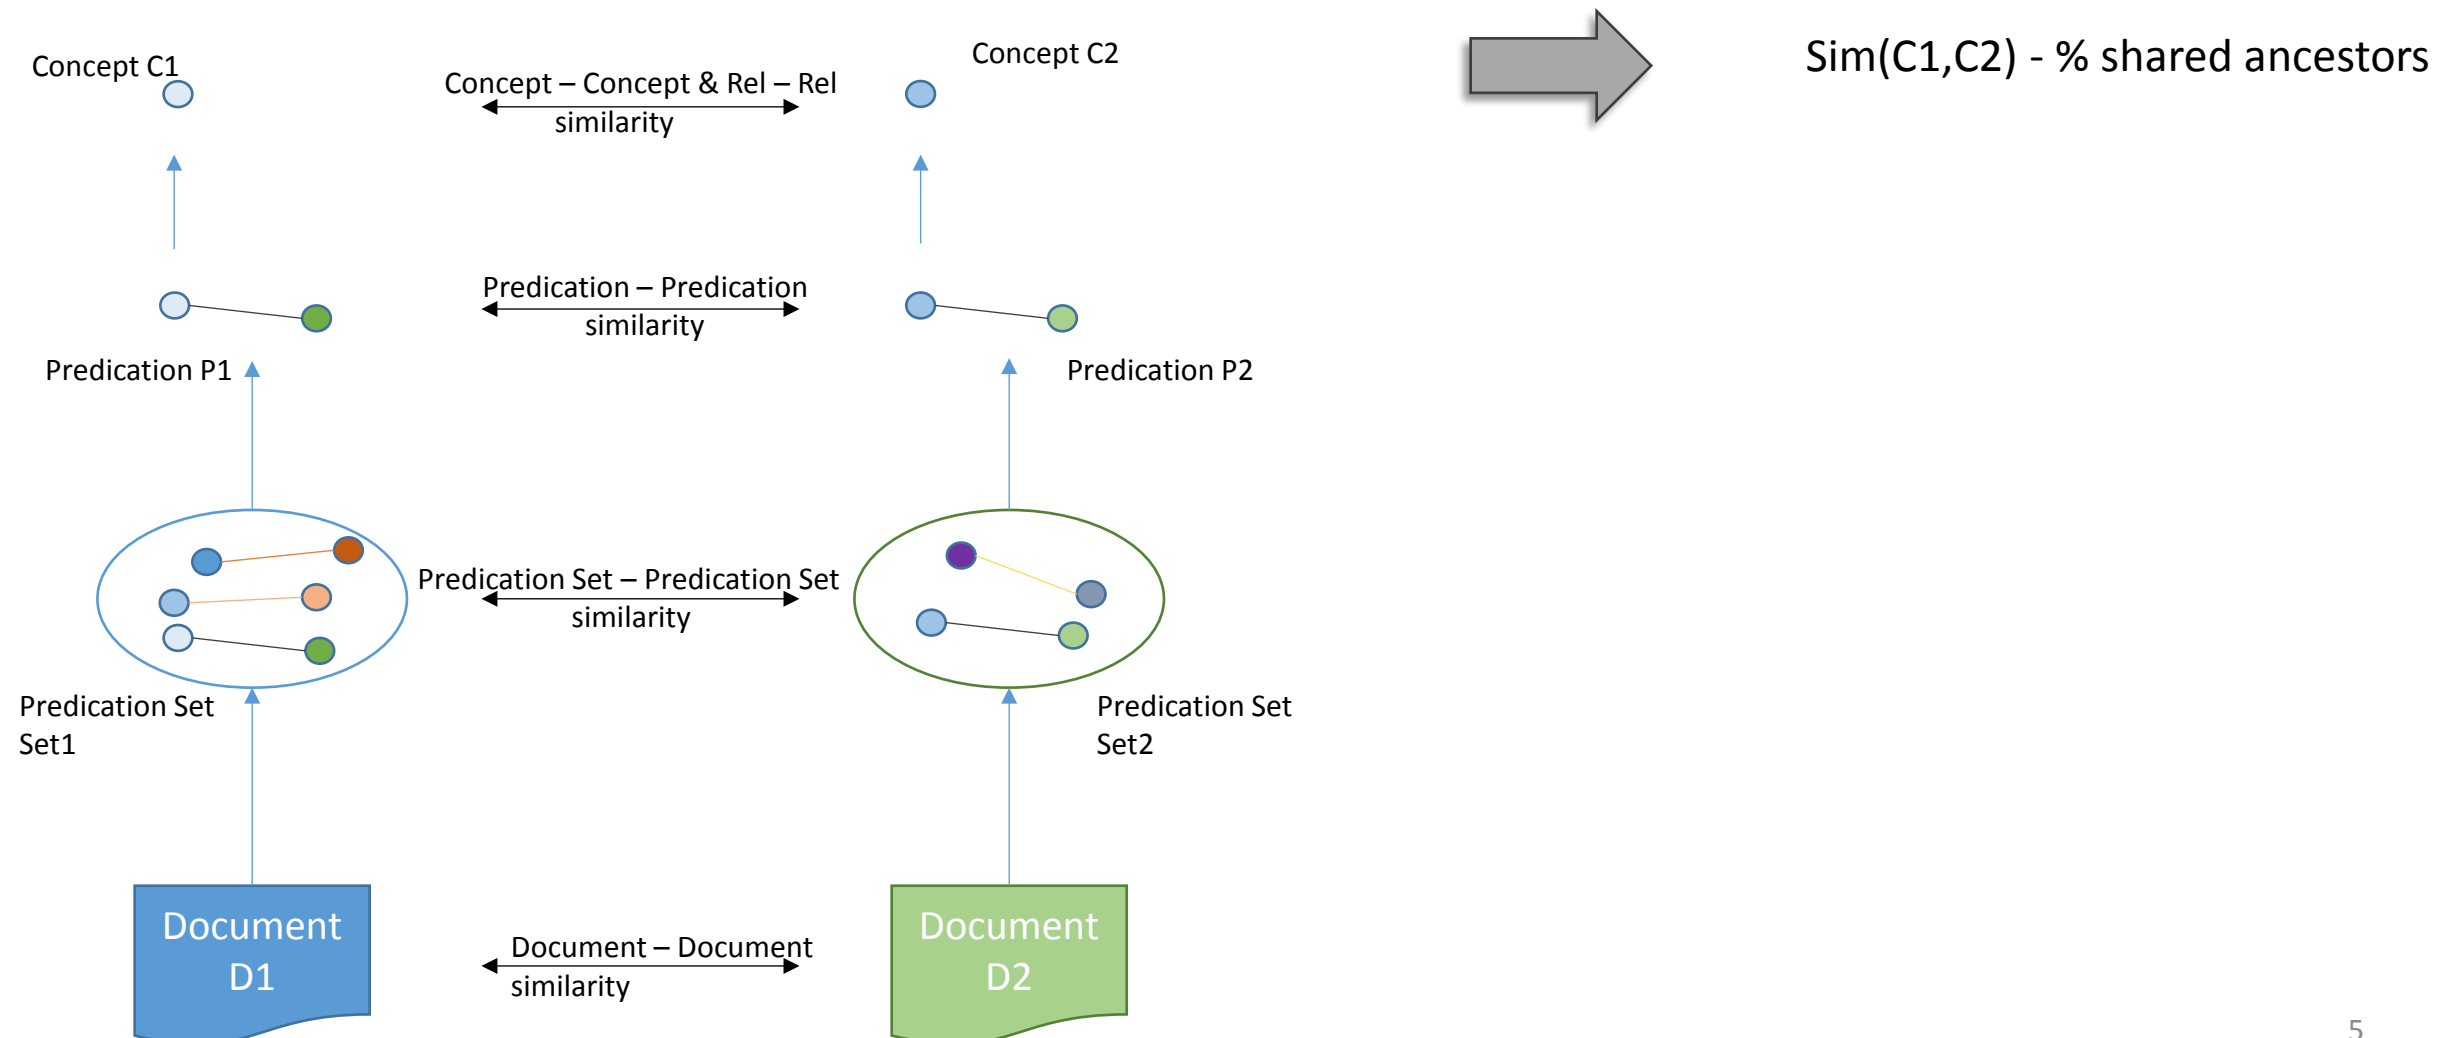 Concept C1
Concept – Concept & Rel – Rel
similarity
Concept C2
Sim(C1,C2) - % shared ancestors
Predication – Predication
similarity
Predication P1
Predication P2
Predication Set – Predication Set
similarity
Predication Set
Set1
Predication Set
Set2
Document
D1
Document – Document
similarity
Document
D2
5